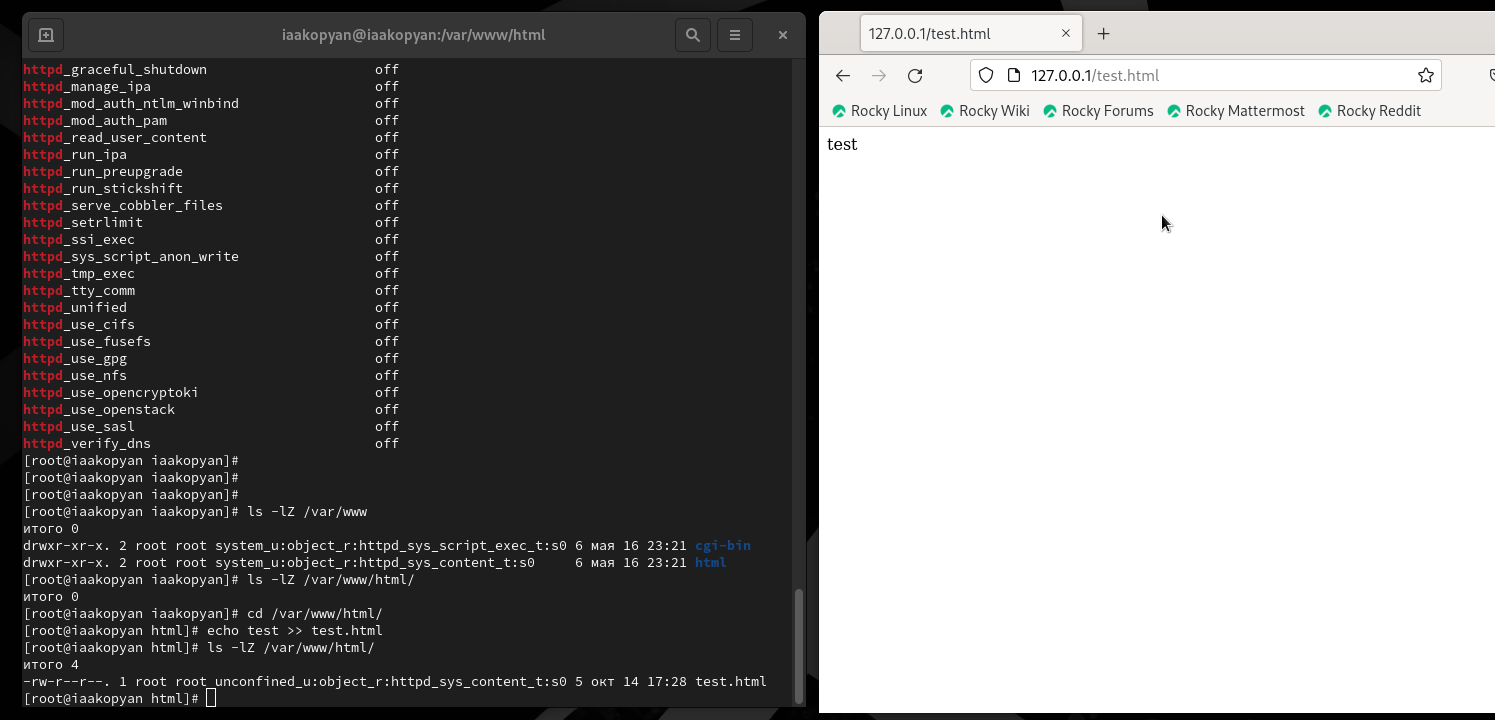 iaakopyan@iaakopyan:/var/www/html
httpd_graceful_shutdown off
httpd_manage_ipa off
httpd_mod_auth_ntlm_winbind off
httpd_mod_auth_pam off
httpd_read_user_content off
httpd_run_ipa off
httpd_run_preupgrade off
httpd_run_stickshift off
httpd_serve_cobbler_files off
httpd_setrlimit off
httpd_ssi_exec off
httpd_sys_script_anon_write off
httpd_tmp_exec off
httpd_tty_comm off
httpd_unified off
httpd_use_cifs off
httpd_use_fusefs off
httpd_use_gpg off
httpd_use_nfs off
httpd_use_opencryptoki off
httpd_use_openstack off
httpd_use_sasl off
httpd_verify_dns off
[root@iaakopyan iaakopyan]#
[root@iaakopyan iaakopyan]#
[root@iaakopyan iaakopyan]#
[root@iaakopyan iaakopyan]# ls -lZ /var/www
итого 0
drwxr-xr-x. 2 root root system_u:object_r:httpd_sys_script_exec_t:s0 6 мая 16 23:21 cgi-bin
drwxr-xr-x. 2 root root system_u:object_r:httpd_sys_content_t:s0 6 мая 16 23:21 html
[root@iaakopyan iaakopyan]# ls -lZ /var/www/html/
итого 0
[root@iaakopyan iaakopyan]# cd /var/www/html/
[root@iaakopyan html]# echo test >> test.html
[root@iaakopyan html]# ls -lZ /var/www/html/
итого 4
-rw-r--r--. 1 root root unconfined_u:object_r:httpd_sys_content_t:s0 5 окт 14 17:28 test.html
[root@iaakopyan html]#
127.0.0.1/test.html
127.0.0.1/test.html
Rocky Linux Rocky Wiki Rocky Forums Rocky Mattermost Rocky Reddit
test